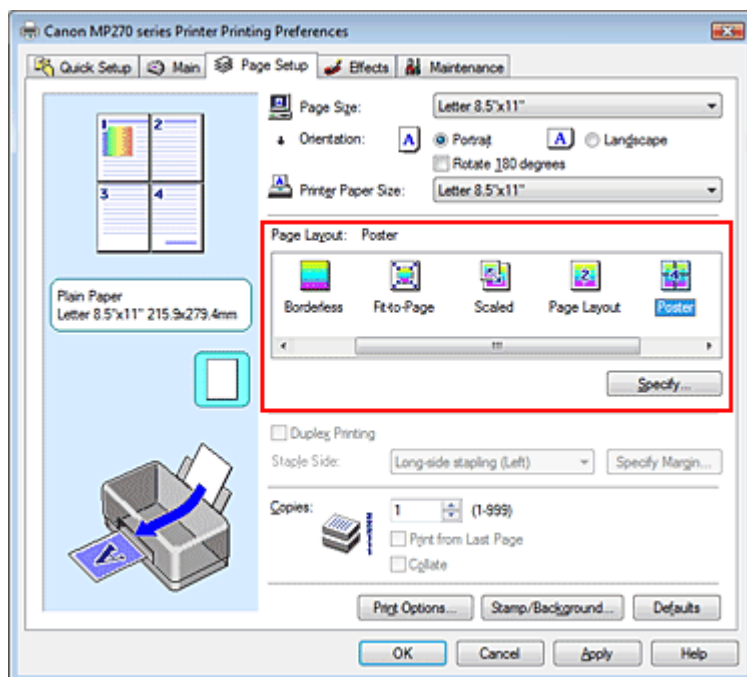 Canon MP270 series Printer Printing Preferences
Quick Setup Main Page Setup Effects Maintenance
1 2
3 4
Plain Paper
Letter 8.5"x11" 215.9x279.4mm
Page Size: Letter 8.5"x11"
Orientation: A Portrait A Landscape
Rotate 180 degrees
Printer Paper Size: Letter 8.5"x11"
Page Layout: Poster
Borderless Fit-to-Page Scaled Page Layout Poster
Specify...
Duplex Printing
Staple Side: Long-side stapling (Left) Specify Margin...
Copies: 1 (1-999)
Print from Last Page
Collate
Print Options... Stamp/Background... Defaults
OK Cancel Apply Help